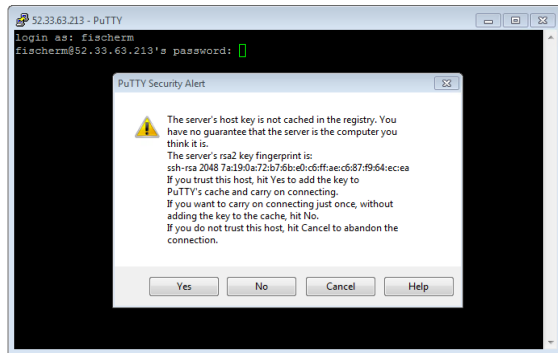 52.33.63.213 - PuTTY
login as: fischerm
fischerm@52.33.63.213's password:
PuTTY Security Alert
The server's host key is not cached in the registry. You
have no guarantee that the server is the computer you
think it is.
The server's rsa2 key fingerprint is:
ssh-rsa 2048 7a:19:0a:72:b7:6b:e0:c6:ff:ae:c6:87:f9:64:ec:ea
If you trust this host, hit Yes to add the key to
PuTTY's cache and carry on connecting.
If you want to carry on connecting just once, without
adding the key to the cache, hit No.
If you do not trust this host, hit Cancel to abandon the
connection.
Yes
No
Cancel
Help